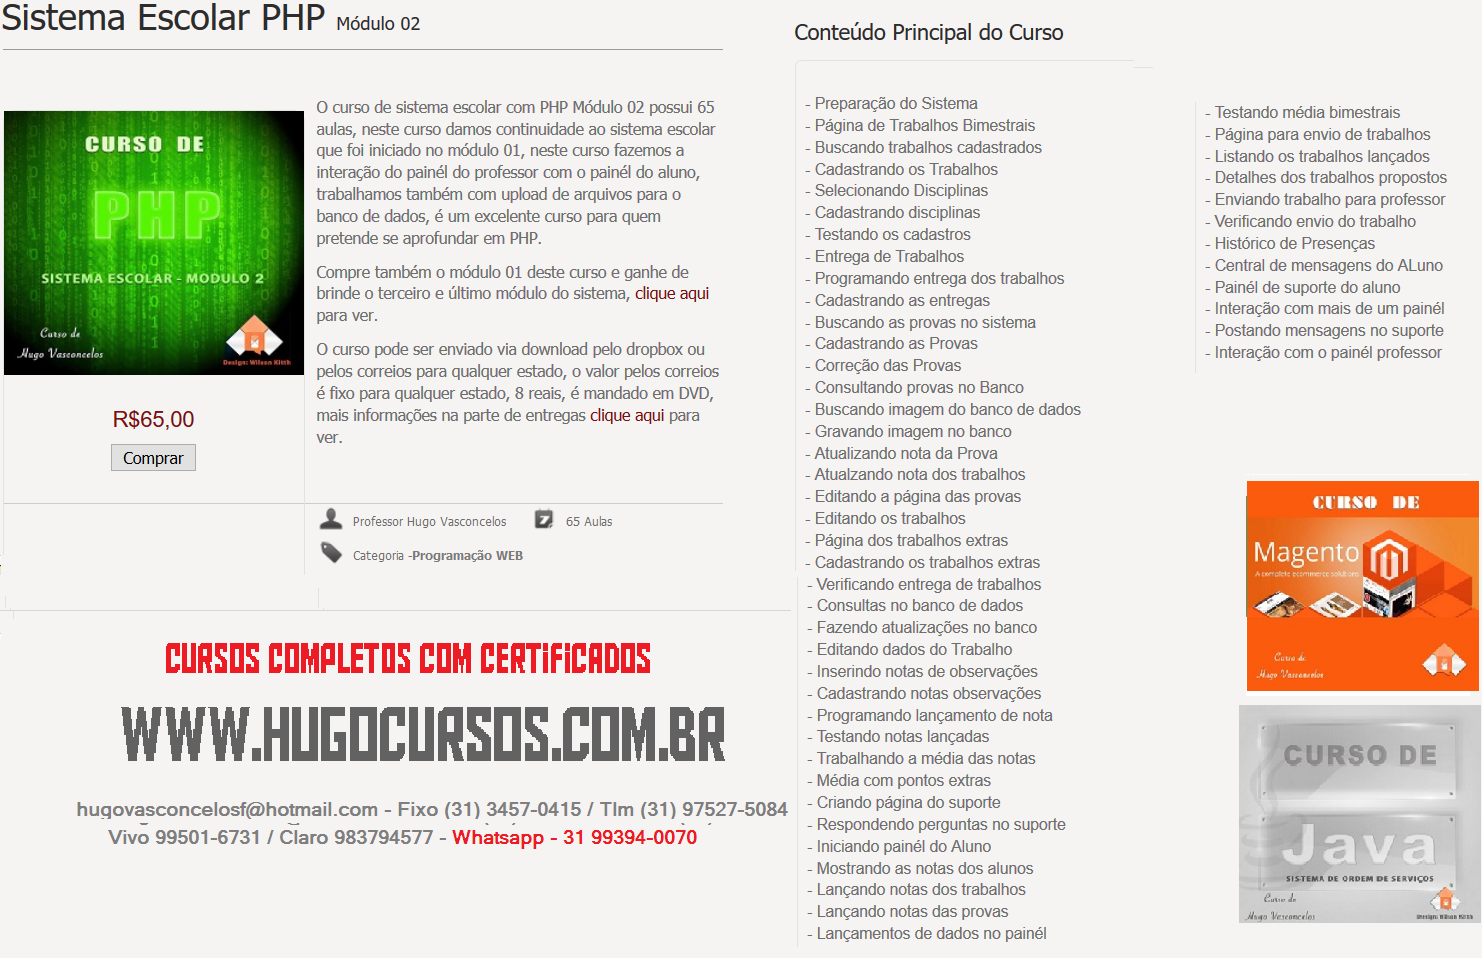 Sistema Escolar PHP Módulo 02
CURSO DE
PHP
SISTEMA ESCOLAR - MODULO 2
Curso de
Hugo Vasconcelos
Design: Wilson Klith
R$65,00
Comprar
O curso de sistema escolar com PHP Módulo 02 possui 65
aulas, neste curso damos continuidade ao sistema escolar
que foi iniciado no módulo 01, neste curso fazemos a
interação do painél do professor com o painél do aluno,
trabalhamos também com upload de arquivos para o
banco de dados, é um excelente curso para quem
pretende se aprofundar em PHP.
Compre também o módulo 01 deste curso e ganhe de
brinde o terceiro e último módulo do sistema, clique aqui
para ver.
O curso pode ser enviado via download pelo dropbox ou
pelos correios para qualquer estado, o valor pelos correios
é fixo para qualquer estado, 8 reais, é mandado em DVD,
mais informações na parte de entregas clique aqui para
ver.
Professor Hugo Vasconcelos
65 Aulas
Categoria -Programação WEB
CURSOS COMPLETOS COM CERTIFICADOS
WWW.HUGOCURSOS.COM.BR
hugovasconcelosf@hotmail.com - Fixo (31) 3457-0415 / TIm (31) 97527-5084
Vivo 99501-6731 / Claro 983794577 - Whatsapp - 31 99394-0070
Conteúdo Principal do Curso
- Preparação do Sistema
- Página de Trabalhos Bimestrais
- Buscando trabalhos cadastrados
- Cadastrando os Trabalhos
- Selecionando Disciplinas
- Cadastrando disciplinas
- Testando os cadastros
- Entrega de Trabalhos
- Programando entrega dos trabalhos
- Cadastrando as entregas
- Buscando as provas no sistema
- Cadastrando as Provas
- Correção das Provas
- Consultando provas no Banco
- Buscando imagem do banco de dados
- Gravando imagem no banco
- Atualizando nota da Prova
- Atualzando nota dos trabalhos
- Editando a página das provas
- Editando os trabalhos
- Página dos trabalhos extras
- Cadastrando os trabalhos extras
- Verificando entrega de trabalhos
- Consultas no banco de dados
- Fazendo atualizações no banco
- Editando dados do Trabalho
- Inserindo notas de observações
- Cadastrando notas observações
- Programando lançamento de nota
- Testando notas lançadas
- Trabalhando a média das notas
- Média com pontos extras
- Criando página do suporte
- Respondendo perguntas no suporte
- Iniciando painél do Aluno
- Mostrando as notas dos alunos
- Lançando notas dos trabalhos
- Lançando notas das provas
- Lançamentos de dados no painél
- Testando média bimestrais
- Página para envio de trabalhos
- Listando os trabalhos lançados
- Detalhes dos trabalhos propostos
- Enviando trabalho para professor
- Verificando envio do trabalho
- Histórico de Presenças
- Central de mensagens do ALuno
- Painél de suporte do aluno
- Interação com mais de um painél
- Postando mensagens no suporte
- Interação com o painél professor
CURSO DE
Magento
A complete ecommerce solutions
Curso de
Hugo Vasconcelos
CURSO DE
Java
SISTEMA DE ORDEM DE SERVIÇOS
Curso de
Hugo Vasconcelos
Design: Wilson Klith